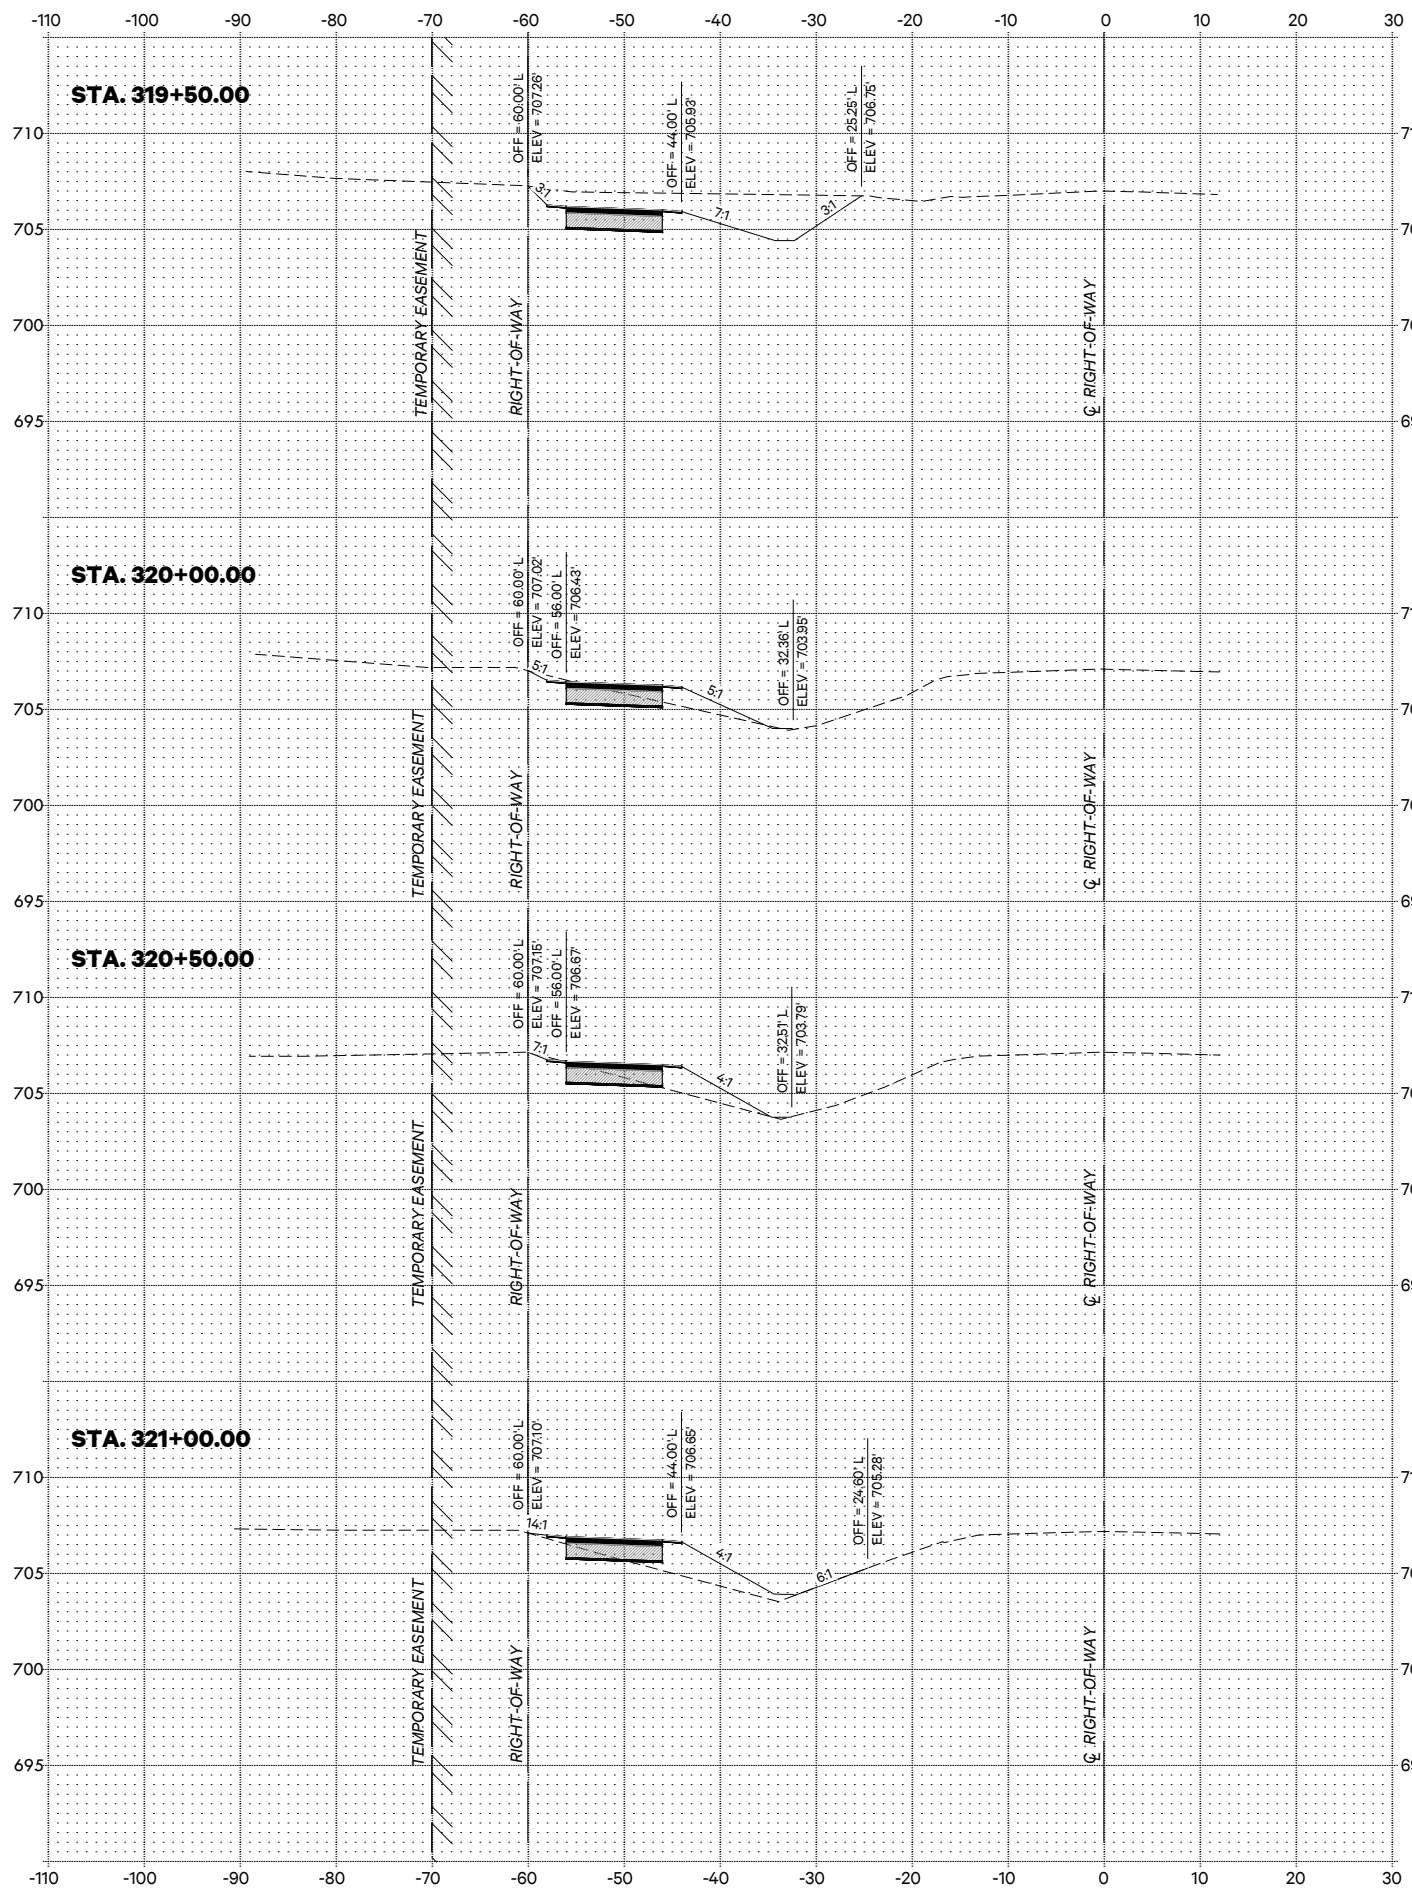 -110 -100 -90 -80 -70 -60 -50 -40 -30 -20 -10 0 10 20 30
STA. 319+50.00
OFF = 60.00' L
ELEV = 707.26'
OFF = 44.00' L
ELEV = 705.93'
OFF = 25.25' L
ELEV = 706.75'
710
3:1
7:1
3:1
705
TEMPORARY EASEMENT
RIGHT-OF-WAY
℄ RIGHT-OF-WAY
700
695
STA. 320+00.00
OFF = 60.00' L
ELEV = 707.02'
OFF = 56.00' L
ELEV = 706.43'
OFF = 32.36' L
ELEV = 703.95'
710
5:1
5:1
705
TEMPORARY EASEMENT
RIGHT-OF-WAY
℄ RIGHT-OF-WAY
700
695
STA. 320+50.00
OFF = 60.00' L
ELEV = 707.15'
OFF = 56.00' L
ELEV = 706.67'
OFF = 32.51' L
ELEV = 703.79'
710
7:1
4:1
705
TEMPORARY EASEMENT
RIGHT-OF-WAY
℄ RIGHT-OF-WAY
700
695
STA. 321+00.00
OFF = 60.00' L
ELEV = 707.10'
OFF = 44.00' L
ELEV = 706.65'
OFF = 24.60' L
ELEV = 705.28'
710
14:1
4:1
6:1
705
TEMPORARY EASEMENT
RIGHT-OF-WAY
℄ RIGHT-OF-WAY
700
695
-110 -100 -90 -80 -70 -60 -50 -40 -30 -20 -10 0 10 20 30